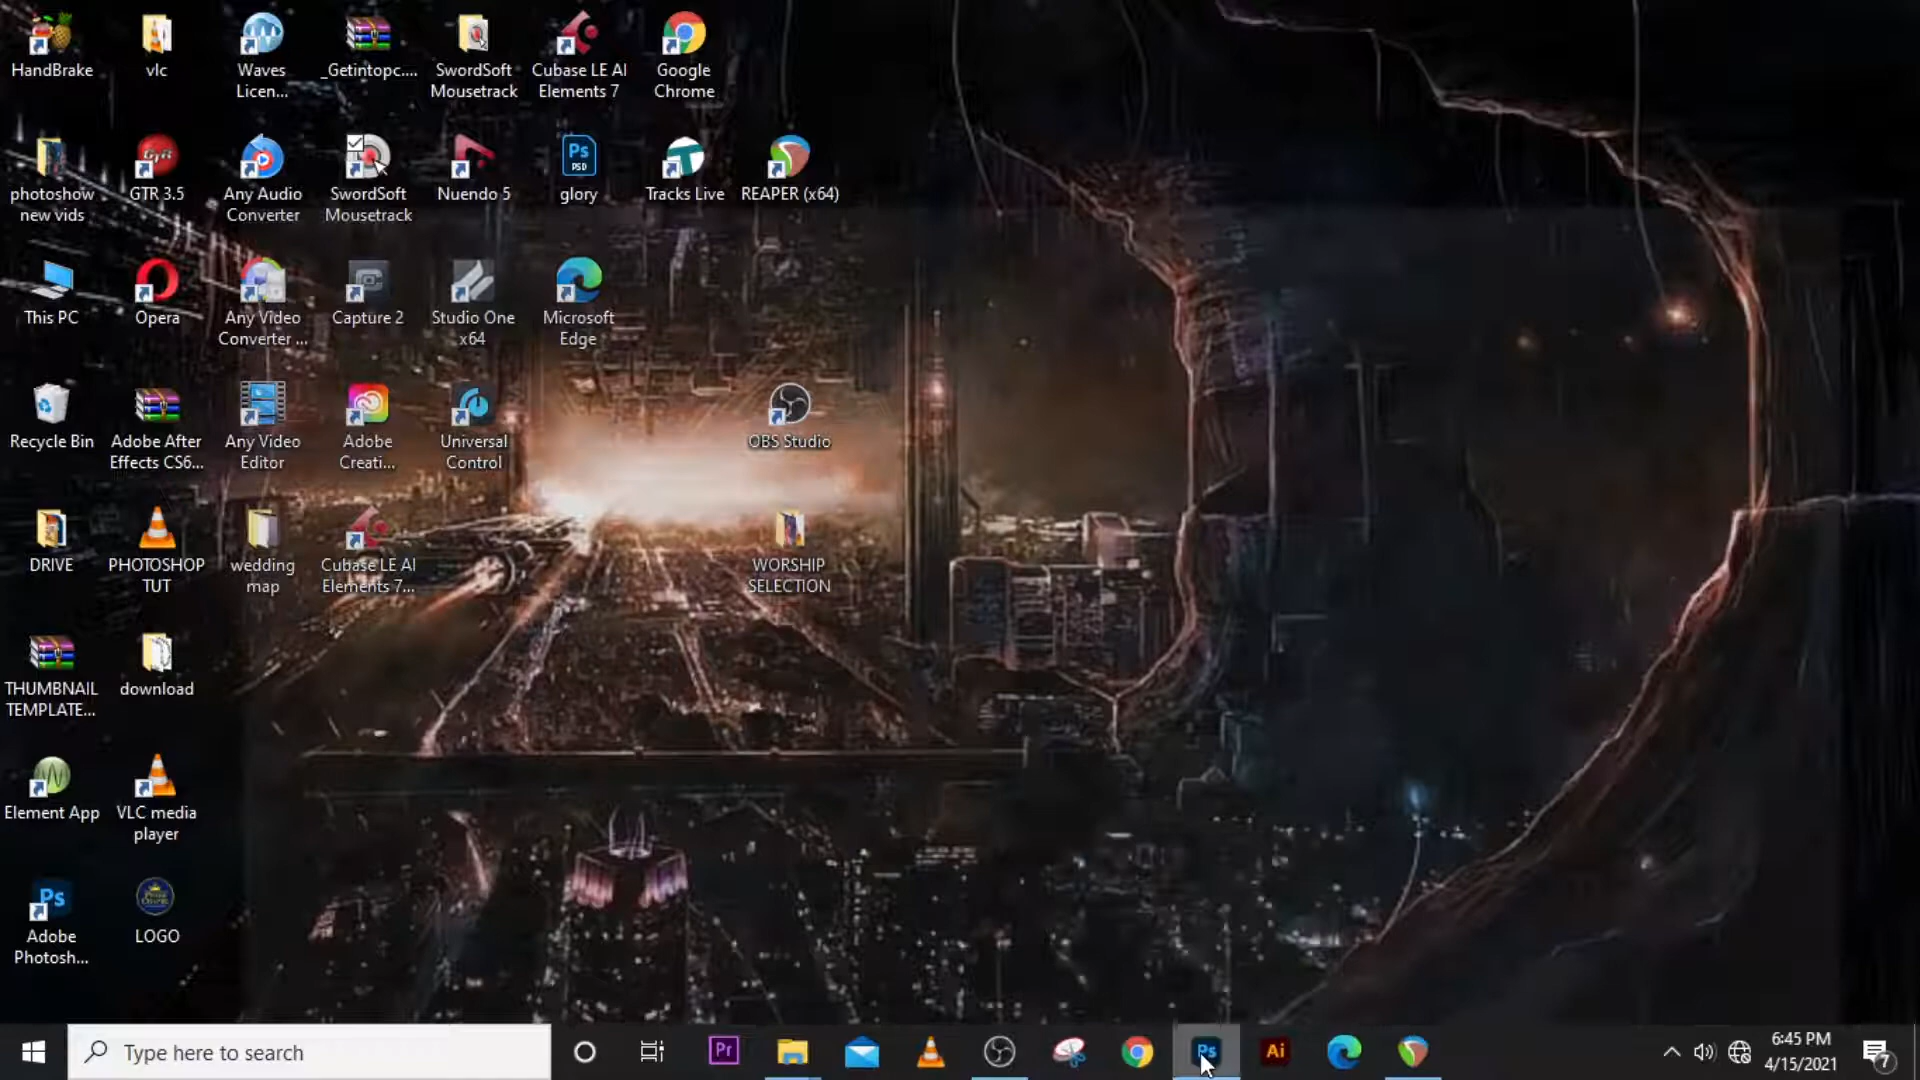 HandBrake
vlc
Waves
Licen...
_Getintopc....
SwordSoft
Mousetrack
Cubase LE AI
Elements 7
Google
Chrome
photoshow
new vids
GTR
GTR 3.5
Any Audio
Converter
SwordSoft
Mousetrack
Nuendo 5
Ps
PSD
glory
Tracks Live
REAPER (x64)
This PC
Opera
Any Video
Converter ...
Capture 2
Studio One
x64
Microsoft
Edge
Recycle Bin
Adobe After
Effects CS6...
Any Video
Editor
Adobe
Creati...
Universal
Control
OBS Studio
DRIVE
PHOTOSHOP
TUT
wedding
map
Cubase LE AI
Elements 7...
WORSHIP
SELECTION
THUMBNAIL
TEMPLATE...
download
Element App
VLC media
player
Ps
Adobe
Photosh...
LOGO
Type here to search
Pr
Ps
Ai
6:45 PM
4/15/2021
7